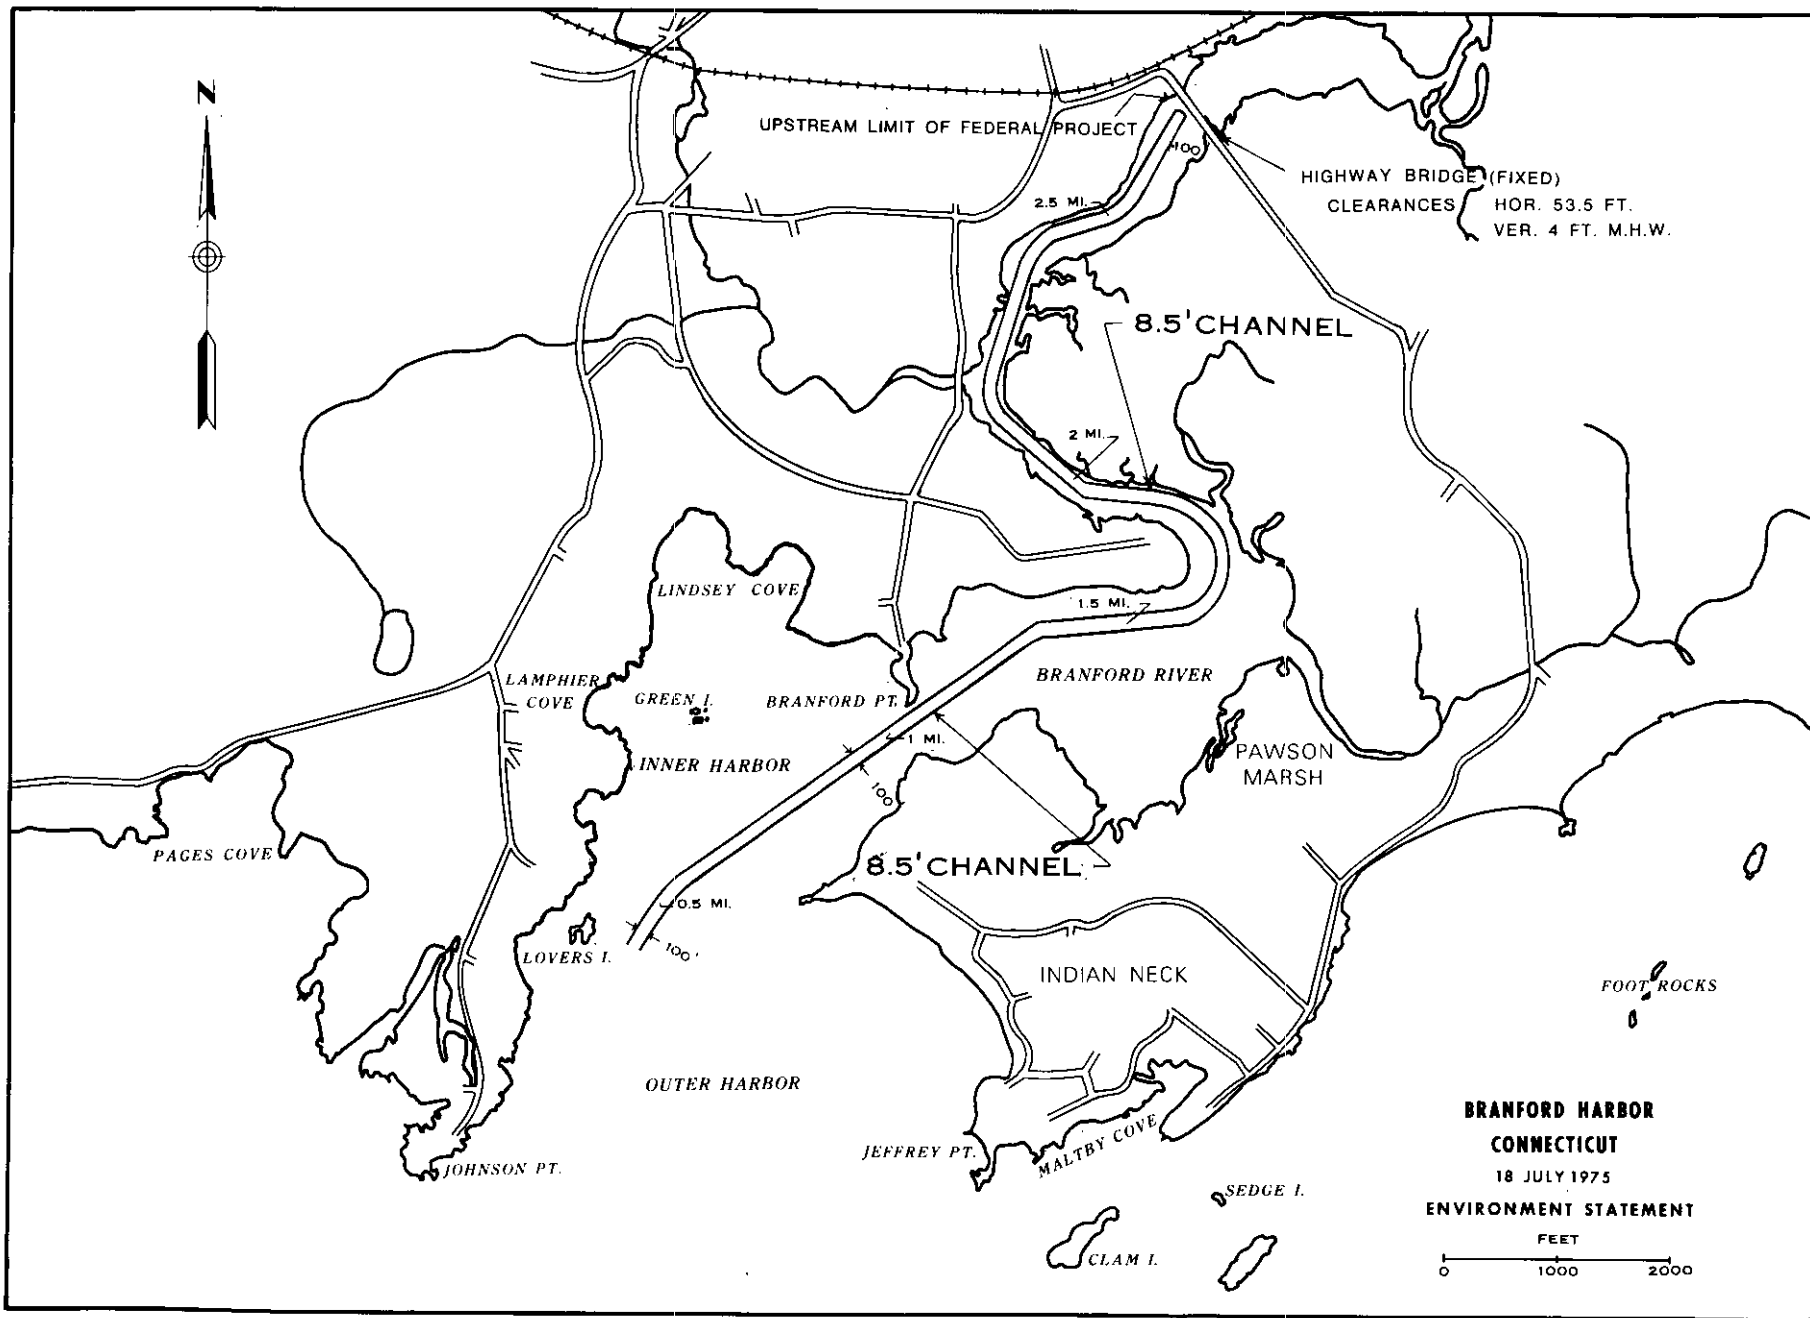 N
UPSTREAM LIMIT OF FEDERAL PROJECT
100
HIGHWAY BRIDGE (FIXED)
CLEARANCES HOR. 53.5 FT.
VER. 4 FT. M.H.W.
2.5 MI.
8.5' CHANNEL
2 MI.
LINDSEY COVE
1.5 MI.
LAMPHIER
COVE
GREEN I.
BRANFORD PT.
BRANFORD RIVER
1 MI.
INNER HARBOR
PAWSON
MARSH
100
PAGES COVE
8.5' CHANNEL
0.5 MI.
100'
LOVERS I.
INDIAN NECK
FOOT ROCKS
OUTER HARBOR
JEFFREY PT.
MALTBY COVE
JOHNSON PT.
SEDGE I.
CLAM I.
BRANFORD HARBOR
CONNECTICUT
18 JULY 1975
ENVIRONMENT STATEMENT
FEET
0 1000 2000